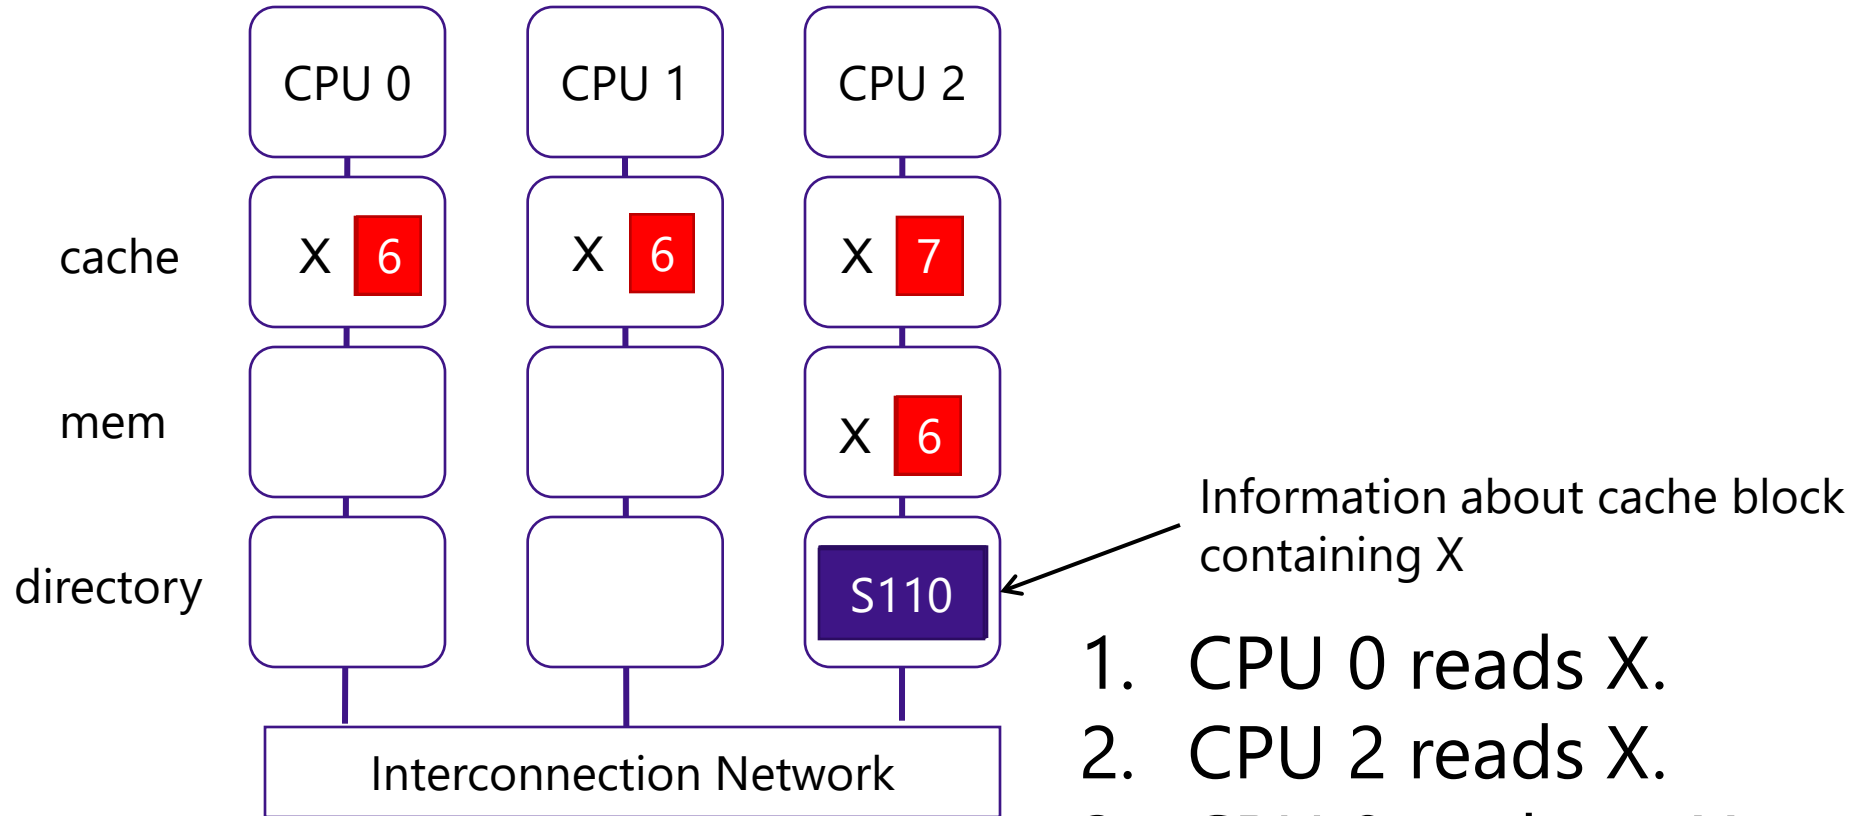 CPU 0
CPU 1
CPU 2
cache
X 6
X 6
X 7
mem
X 6
directory
S110
Information about cache block
containing X
1. CPU 0 reads X.
2. CPU 2 reads X.
Interconnection Network